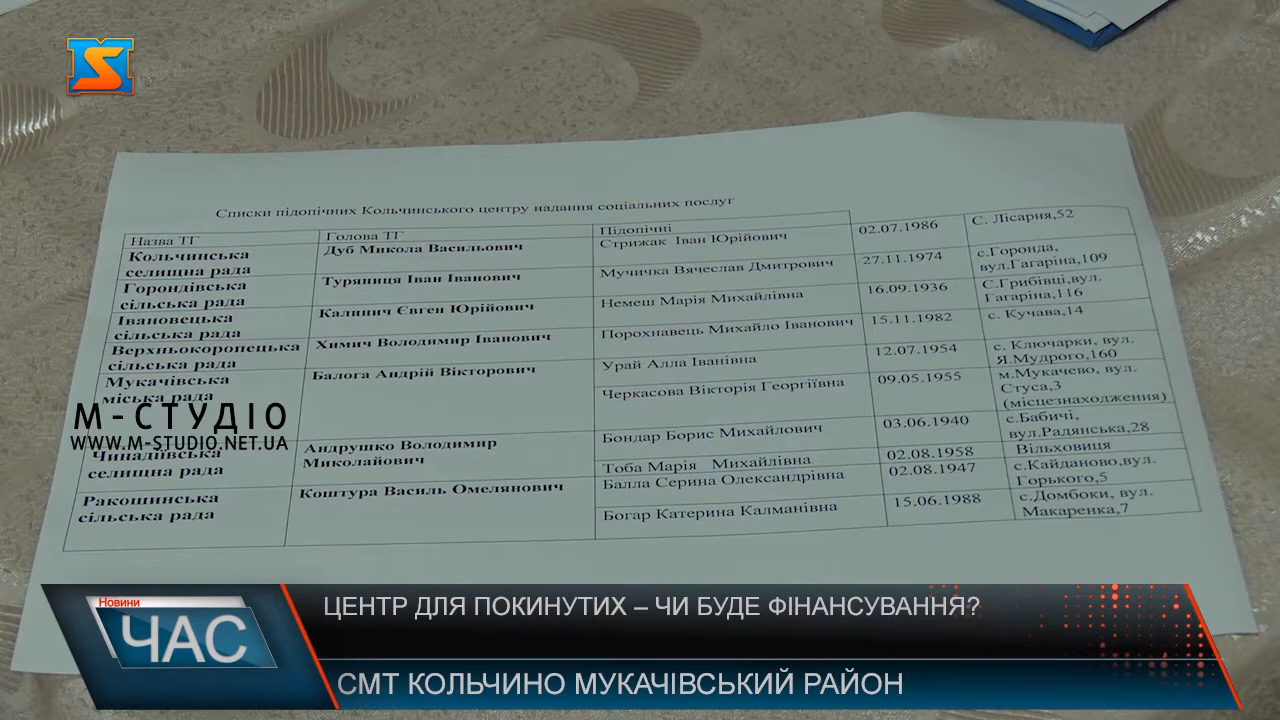 Списки підопічних Кольчинського центру надання соціальних послуг
Назва ТГ Голова ТГ Підопічні
Кольчинська селищна рада Дуб Микола Васильович Стрижак Іван Юрійович 02.07.1986 С. Лісарня,52
Горондівська сільська рада Туряниця Іван Іванович Мучичка Вячеслав Дмитрович 27.11.1974 с.Горонда, вул.Гагаріна,109
Івановецька сільська рада Калинич Євген Юрійович Немеш Марія Михайлівна 16.09.1936 С.Грибівці,вул. Гагаріна,116
Верхньокоропецька сільська рада Химич Володимир Іванович Порохнавець Михайло Іванович 15.11.1982 с. Кучава,14
Мукачівська міська рада Балога Андрій Вікторович Урай Алла Іванівна 12.07.1954 с. Ключарки, вул. Я.Мудрого,160
Черкасова Вікторія Георгіївна 09.05.1955 м.Мукачево, вул. Стуса,3 (місцезнаходження)
Чинадіївська селищна рада Андрушко Володимир Миколайович Бондар Борис Михайлович 03.06.1940 с.Бабичі, вул.Радянська,28
Тоба Марія Михайлівна 02.08.1958 Вільховиця
Ракошинська сільська рада Коштура Василь Омелянович Балла Серина Олександрівна 02.08.1947 с.Кайданово,вул. Горького,5
Богар Катерина Калманівна 15.06.1988 с.Домбоки, вул. Макаренка,7
М-СТУДІО
WWW.M-STUDIO.NET.UA
Новини
ЧАС
ЦЕНТР ДЛЯ ПОКИНУТИХ – ЧИ БУДЕ ФІНАНСУВАННЯ?
СМТ КОЛЬЧИНО МУКАЧІВСЬКИЙ РАЙОН